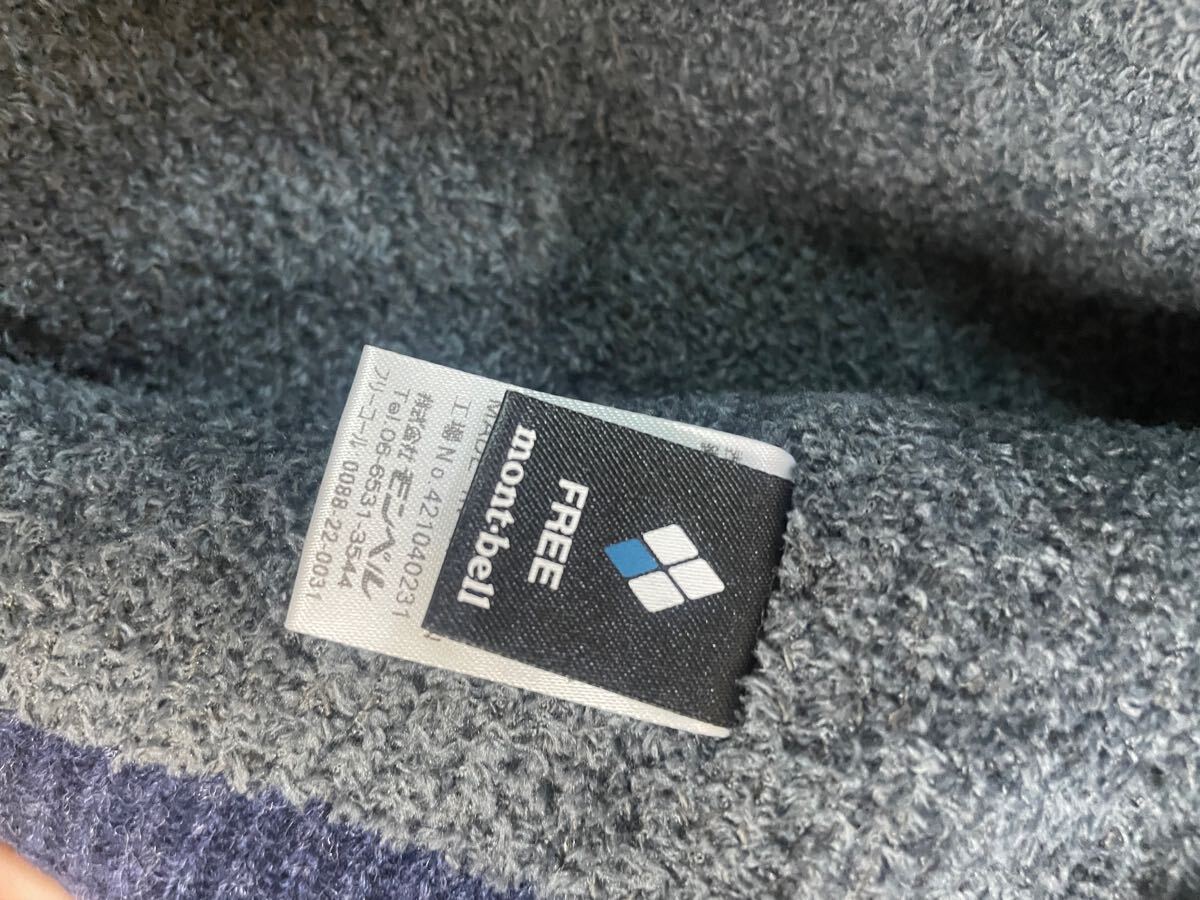 FREE
mont·bell
工場No.421040231
株式会社モンベル
Tel.06-6531-3544
フリーコール 0088-22-0031